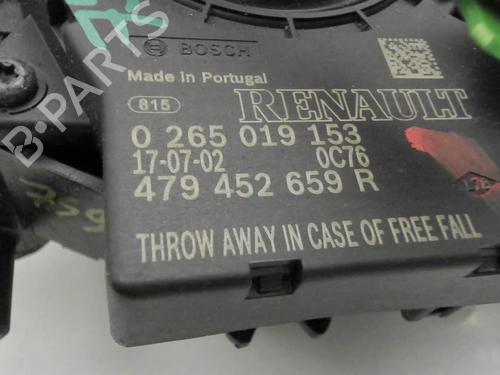 BOSCH
Made in Portugal
815
RENAULT
0 265 019 153
17-07-02 0C76
479 452 659 R
THROW AWAY IN CASE OF FREE FALL
B-PARTS